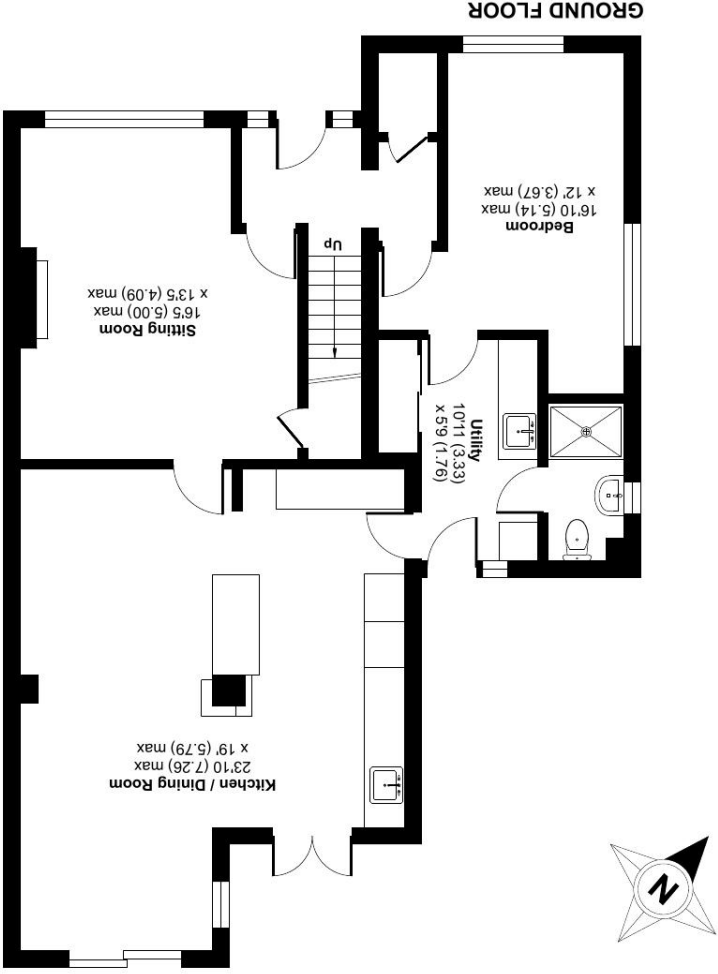 GROUND FLOOR
Bedroom
16'10 (5.14) max
x 12' (3.67) max
Up
Sitting Room
16'5 (5.00) max
x 13'5 (4.09) max
Utility
10'11 (3.33)
x 5'9 (1.76)
Kitchen / Dining Room
23'10 (7.26) max
x 19' (5.79) max
N